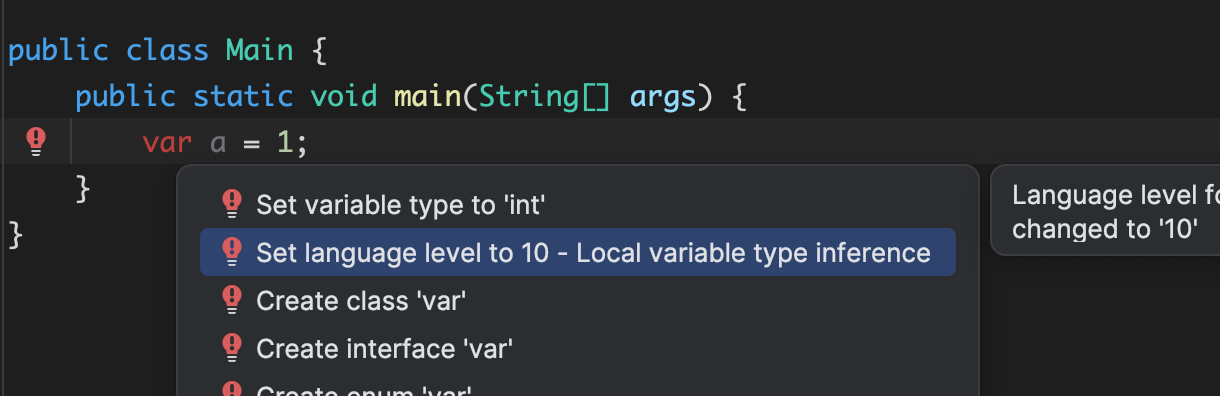 public class Main {
public static void main(String[] args) {
var a = 1;
}
}
Set variable type to 'int'
Set language level to 10 - Local variable type inference
Create class 'var'
Create interface 'var'
Create enum 'var'
Language level
changed to '10'